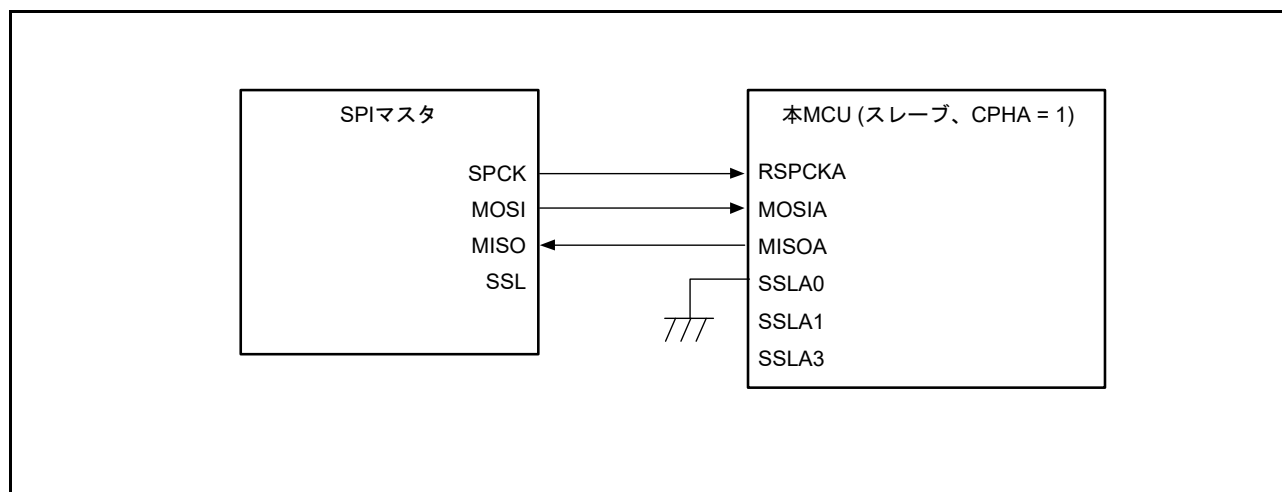 SPIマスタ
SPCK
MOSI
MISO
SSL
本MCU (スレーブ、CPHA = 1)
RSPCKA
MOSIA
MISOA
SSLA0
SSLA1
SSLA3